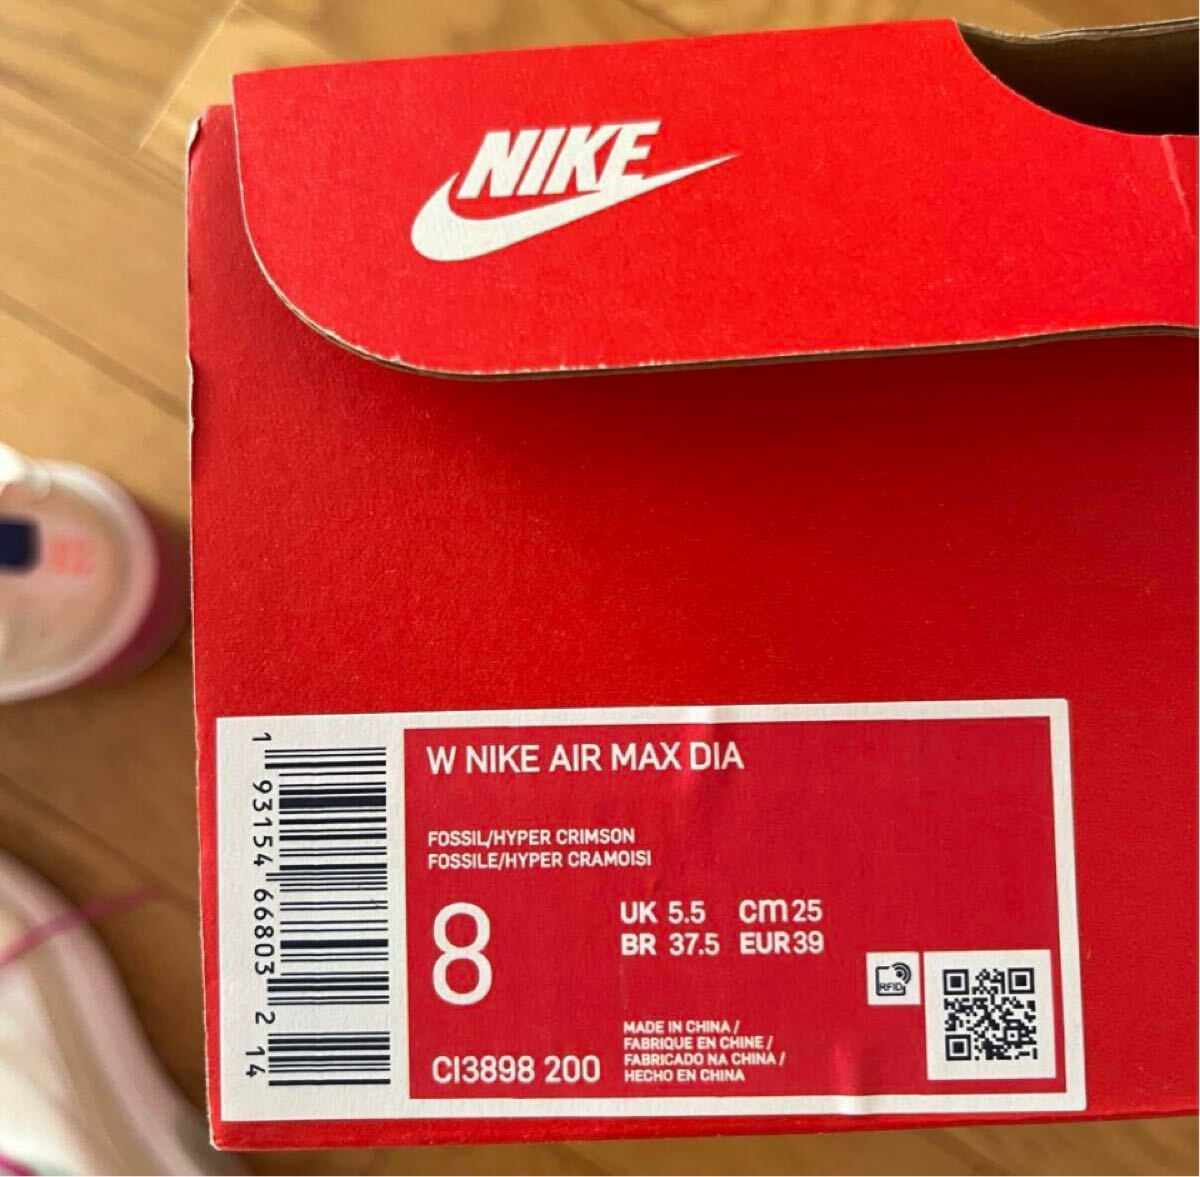 NIKE
W NIKE AIR MAX DIA
FOSSIL/HYPER CRIMSON
FOSSILE/HYPER CRAMOISI
8
UK 5.5 cm 25
BR 37.5 EUR 39
CI3898 200
MADE IN CHINA /
FABRIQUE EN CHINE /
FABRICADO NA CHINA /
HECHO EN CHINA
RFID
1 93154 66803 2 14